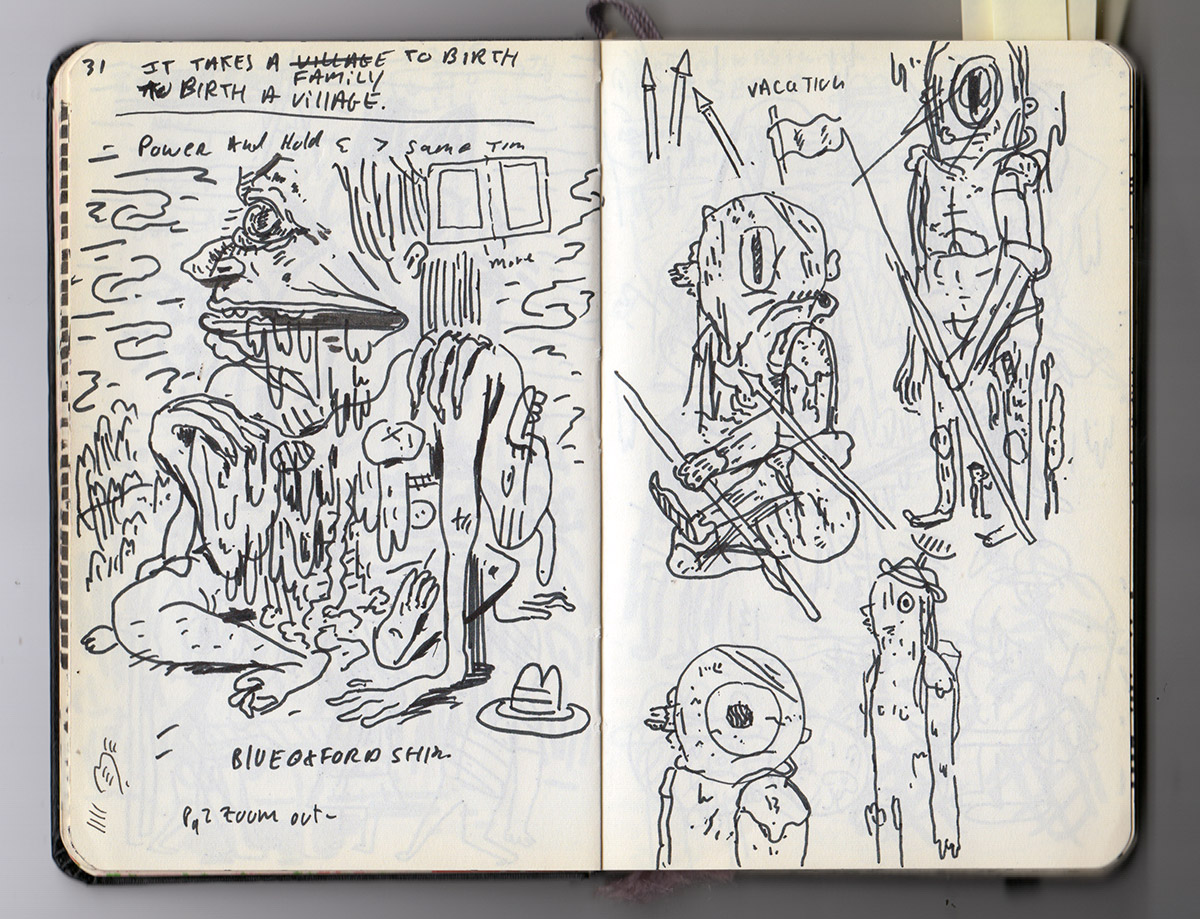 31 IT TAKES A VILLAGE TO BIRTH
FAMILY
TO BIRTH A VILLAGE.
POWER AND HOLD & > SAME TIM
MORE
BLUE OXFORD SHIR
Pg 2 ZOOM OUT-
VACATION